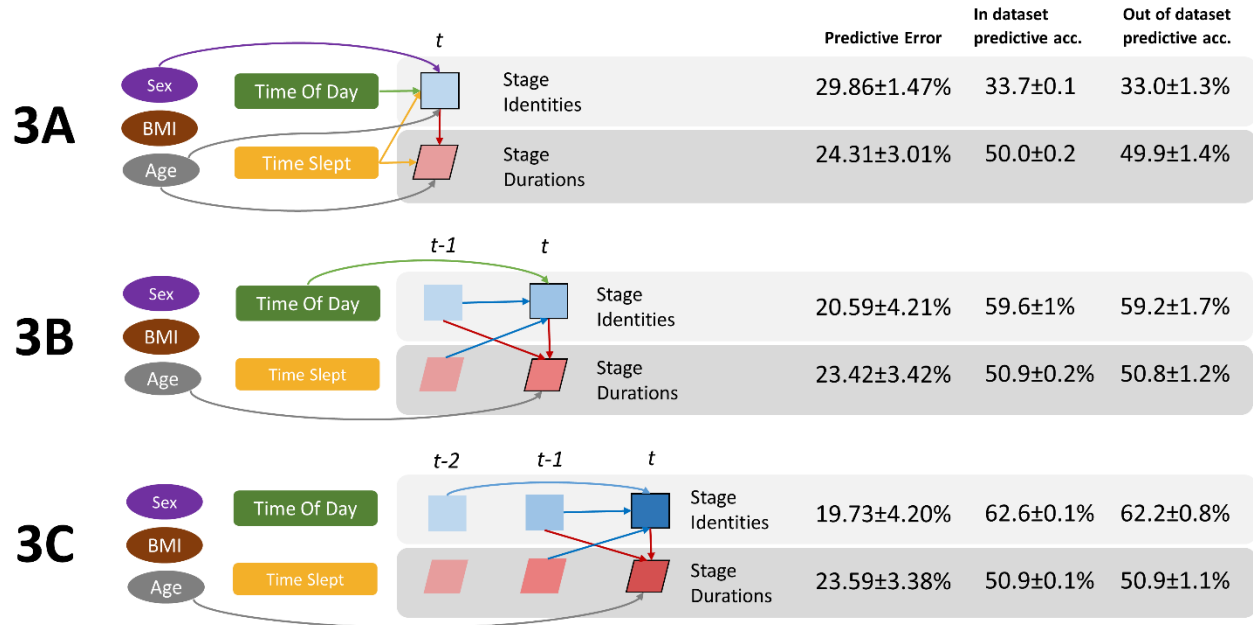 Predictive Error
In dataset
predictive acc.
Out of dataset
predictive acc.
3A
Sex
BMI
Age
Time Of Day
Time Slept
t
Stage
Identities
29.86±1.47%
33.7±0.1
33.0±1.3%
Stage
Durations
24.31±3.01%
50.0±0.2
49.9±1.4%
3B
Sex
BMI
Age
Time Of Day
Time Slept
t-1
t
Stage
Identities
20.59±4.21%
59.6±1%
59.2±1.7%
Stage
Durations
23.42±3.42%
50.9±0.2%
50.8±1.2%
3C
Sex
BMI
Age
Time Of Day
Time Slept
t-2
t-1
t
Stage
Identities
19.73±4.20%
62.6±0.1%
62.2±0.8%
Stage
Durations
23.59±3.38%
50.9±0.1%
50.9±1.1%